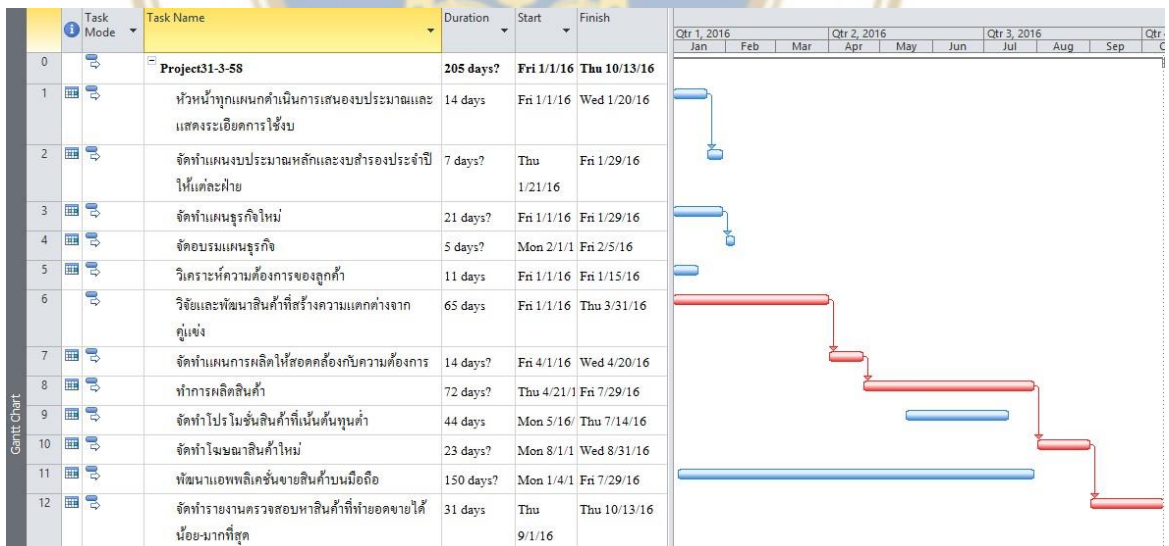 Task Mode Task Name Duration Start Finish
Qtr 1, 2016 Qtr 2, 2016 Qtr 3, 2016 Qtr
Jan Feb Mar Apr May Jun Jul Aug Sep
0 Project31-3-58 205 days? Fri 1/1/16 Thu 10/13/16
1 หัวหน้าทุกแผนกดำเนินการเสนองบประมาณและ 14 days Fri 1/1/16 Wed 1/20/16
แสดงระเอียดการใช้งบ
2 จัดทำแผนงบประมาณหลักและงบสำรองประจำปี 7 days? Thu Fri 1/29/16
ให้แต่ละฝ่าย 1/21/16
3 จัดทำแผนธุรกิจใหม่ 21 days? Fri 1/1/16 Fri 1/29/16
4 จัดอบรมแผนธุรกิจ 5 days? Mon 2/1/1 Fri 2/5/16
5 วิเคราะห์ความต้องการของลูกค้า 11 days Fri 1/1/16 Fri 1/15/16
6 วิจัยและพัฒนาสินค้าที่สร้างความแตกต่างจาก 65 days Fri 1/1/16 Thu 3/31/16
คู่แข่ง
7 จัดทำแผนการผลิตให้สอดคล้องกับความต้องการ 14 days? Fri 4/1/16 Wed 4/20/16
8 ทำการผลิตสินค้า 72 days? Thu 4/21/1 Fri 7/29/16
9 จัดทำโปรโมชั่นสินค้าที่เน้นต้นทุนต่ำ 44 days Mon 5/16/ Thu 7/14/16
10 จัดทำโฆษณาสินค้าใหม่ 23 days? Mon 8/1/1 Wed 8/31/16
11 พัฒนาแอพพลิเคชั่นขายสินค้าบนมือถือ 150 days? Mon 1/4/1 Fri 7/29/16
12 จัดทำรายงานตรวจสอบหาสินค้าที่ทำยอดขายได้ 31 days Thu Thu 10/13/16
น้อย-มากที่สุด 9/1/16
Gantt Chart